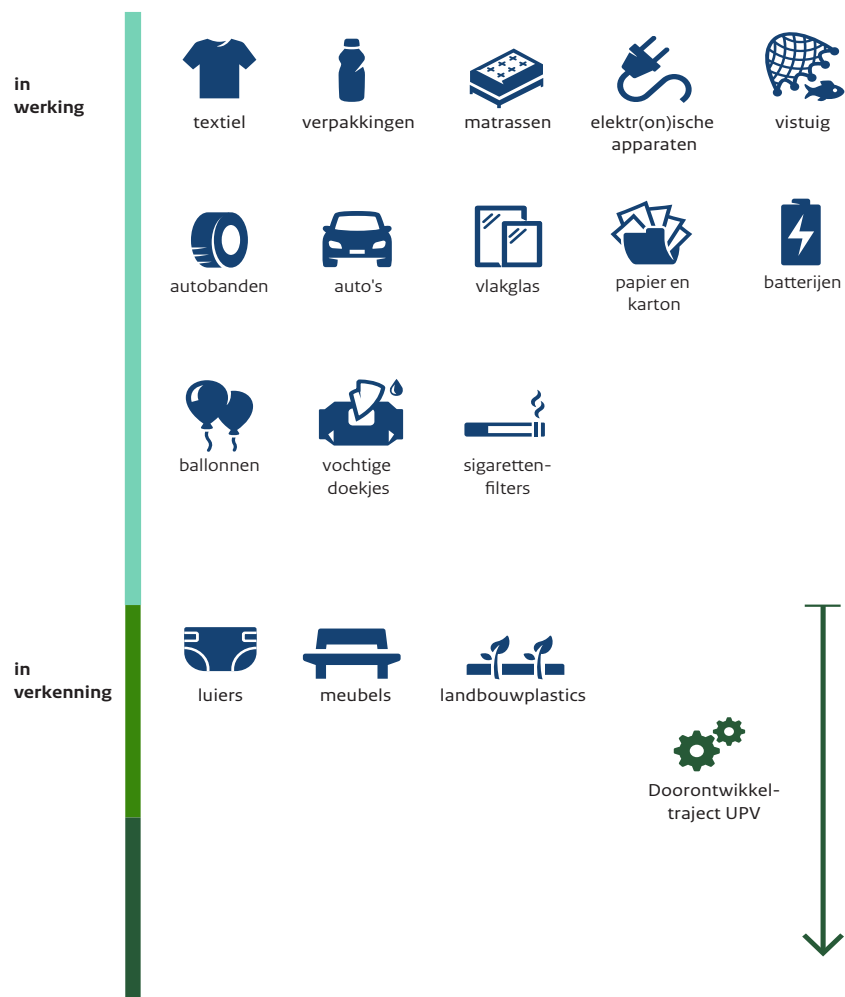 in
werking
textiel
verpakkingen
matrassen
elektr(on)ische
apparaten
vistuig
autobanden
auto's
vlakglas
papier en
karton
batterijen
ballonnen
vochtige
doekjes
sigaretten-
filters
in
verkenning
luiers
meubels
landbouwplastics
Doorontwikkel-
traject UPV